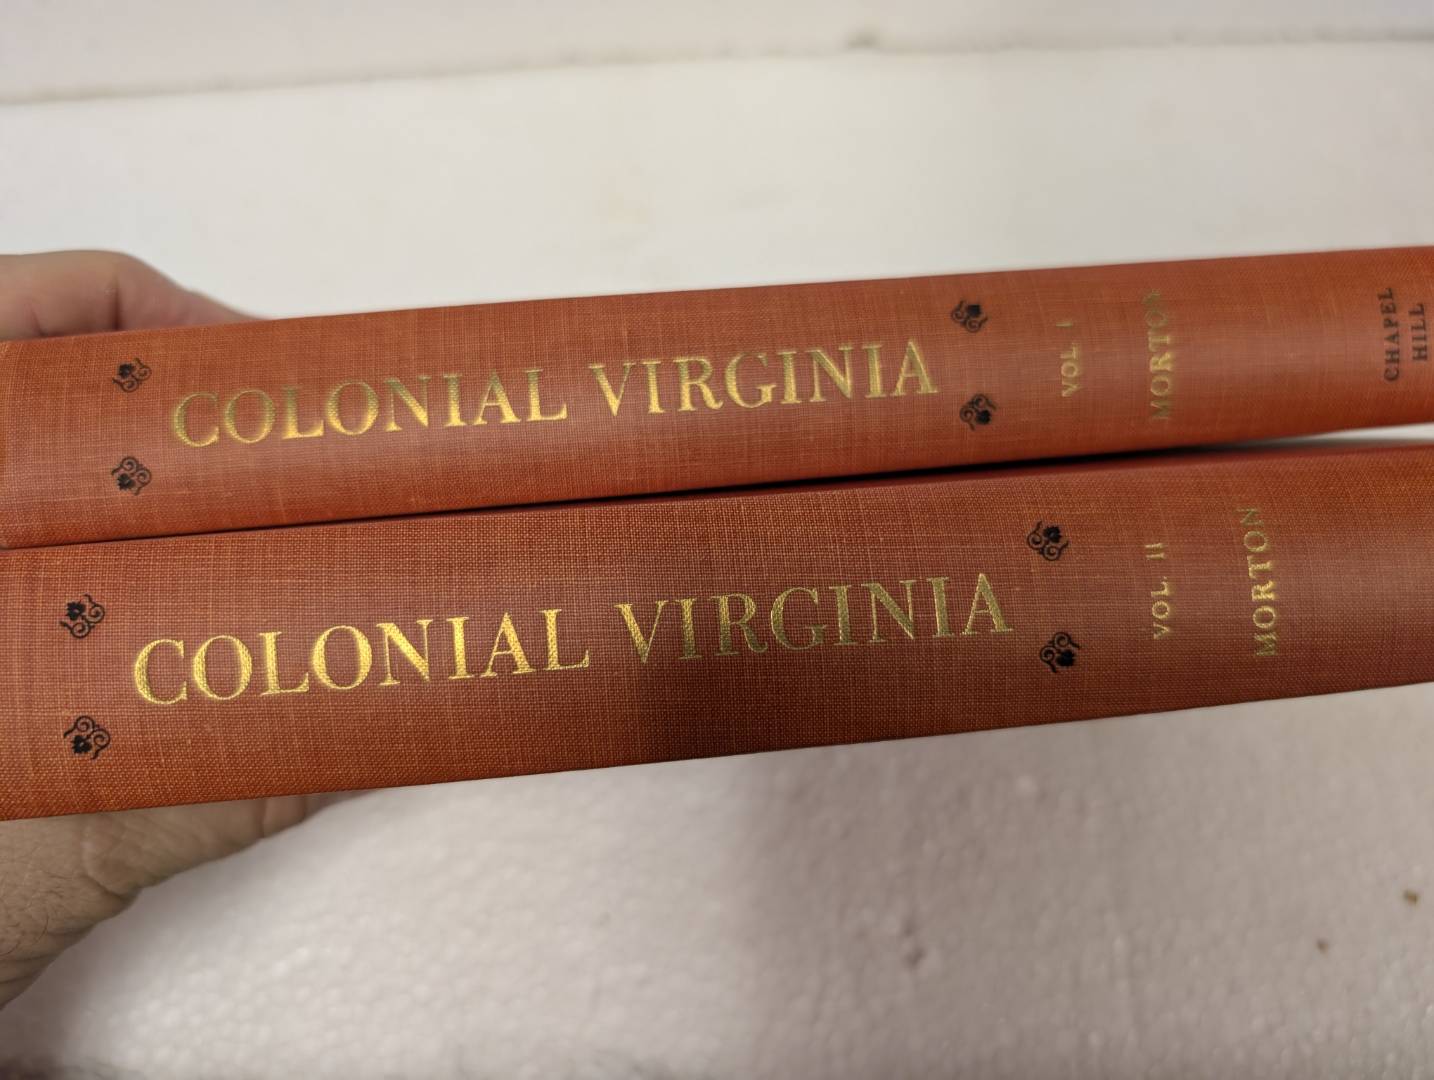 COLONIAL VIRGINIA
VOL. I
MORTON
CHAPEL
HILL
COLONIAL VIRGINIA
VOL. II
MORTON